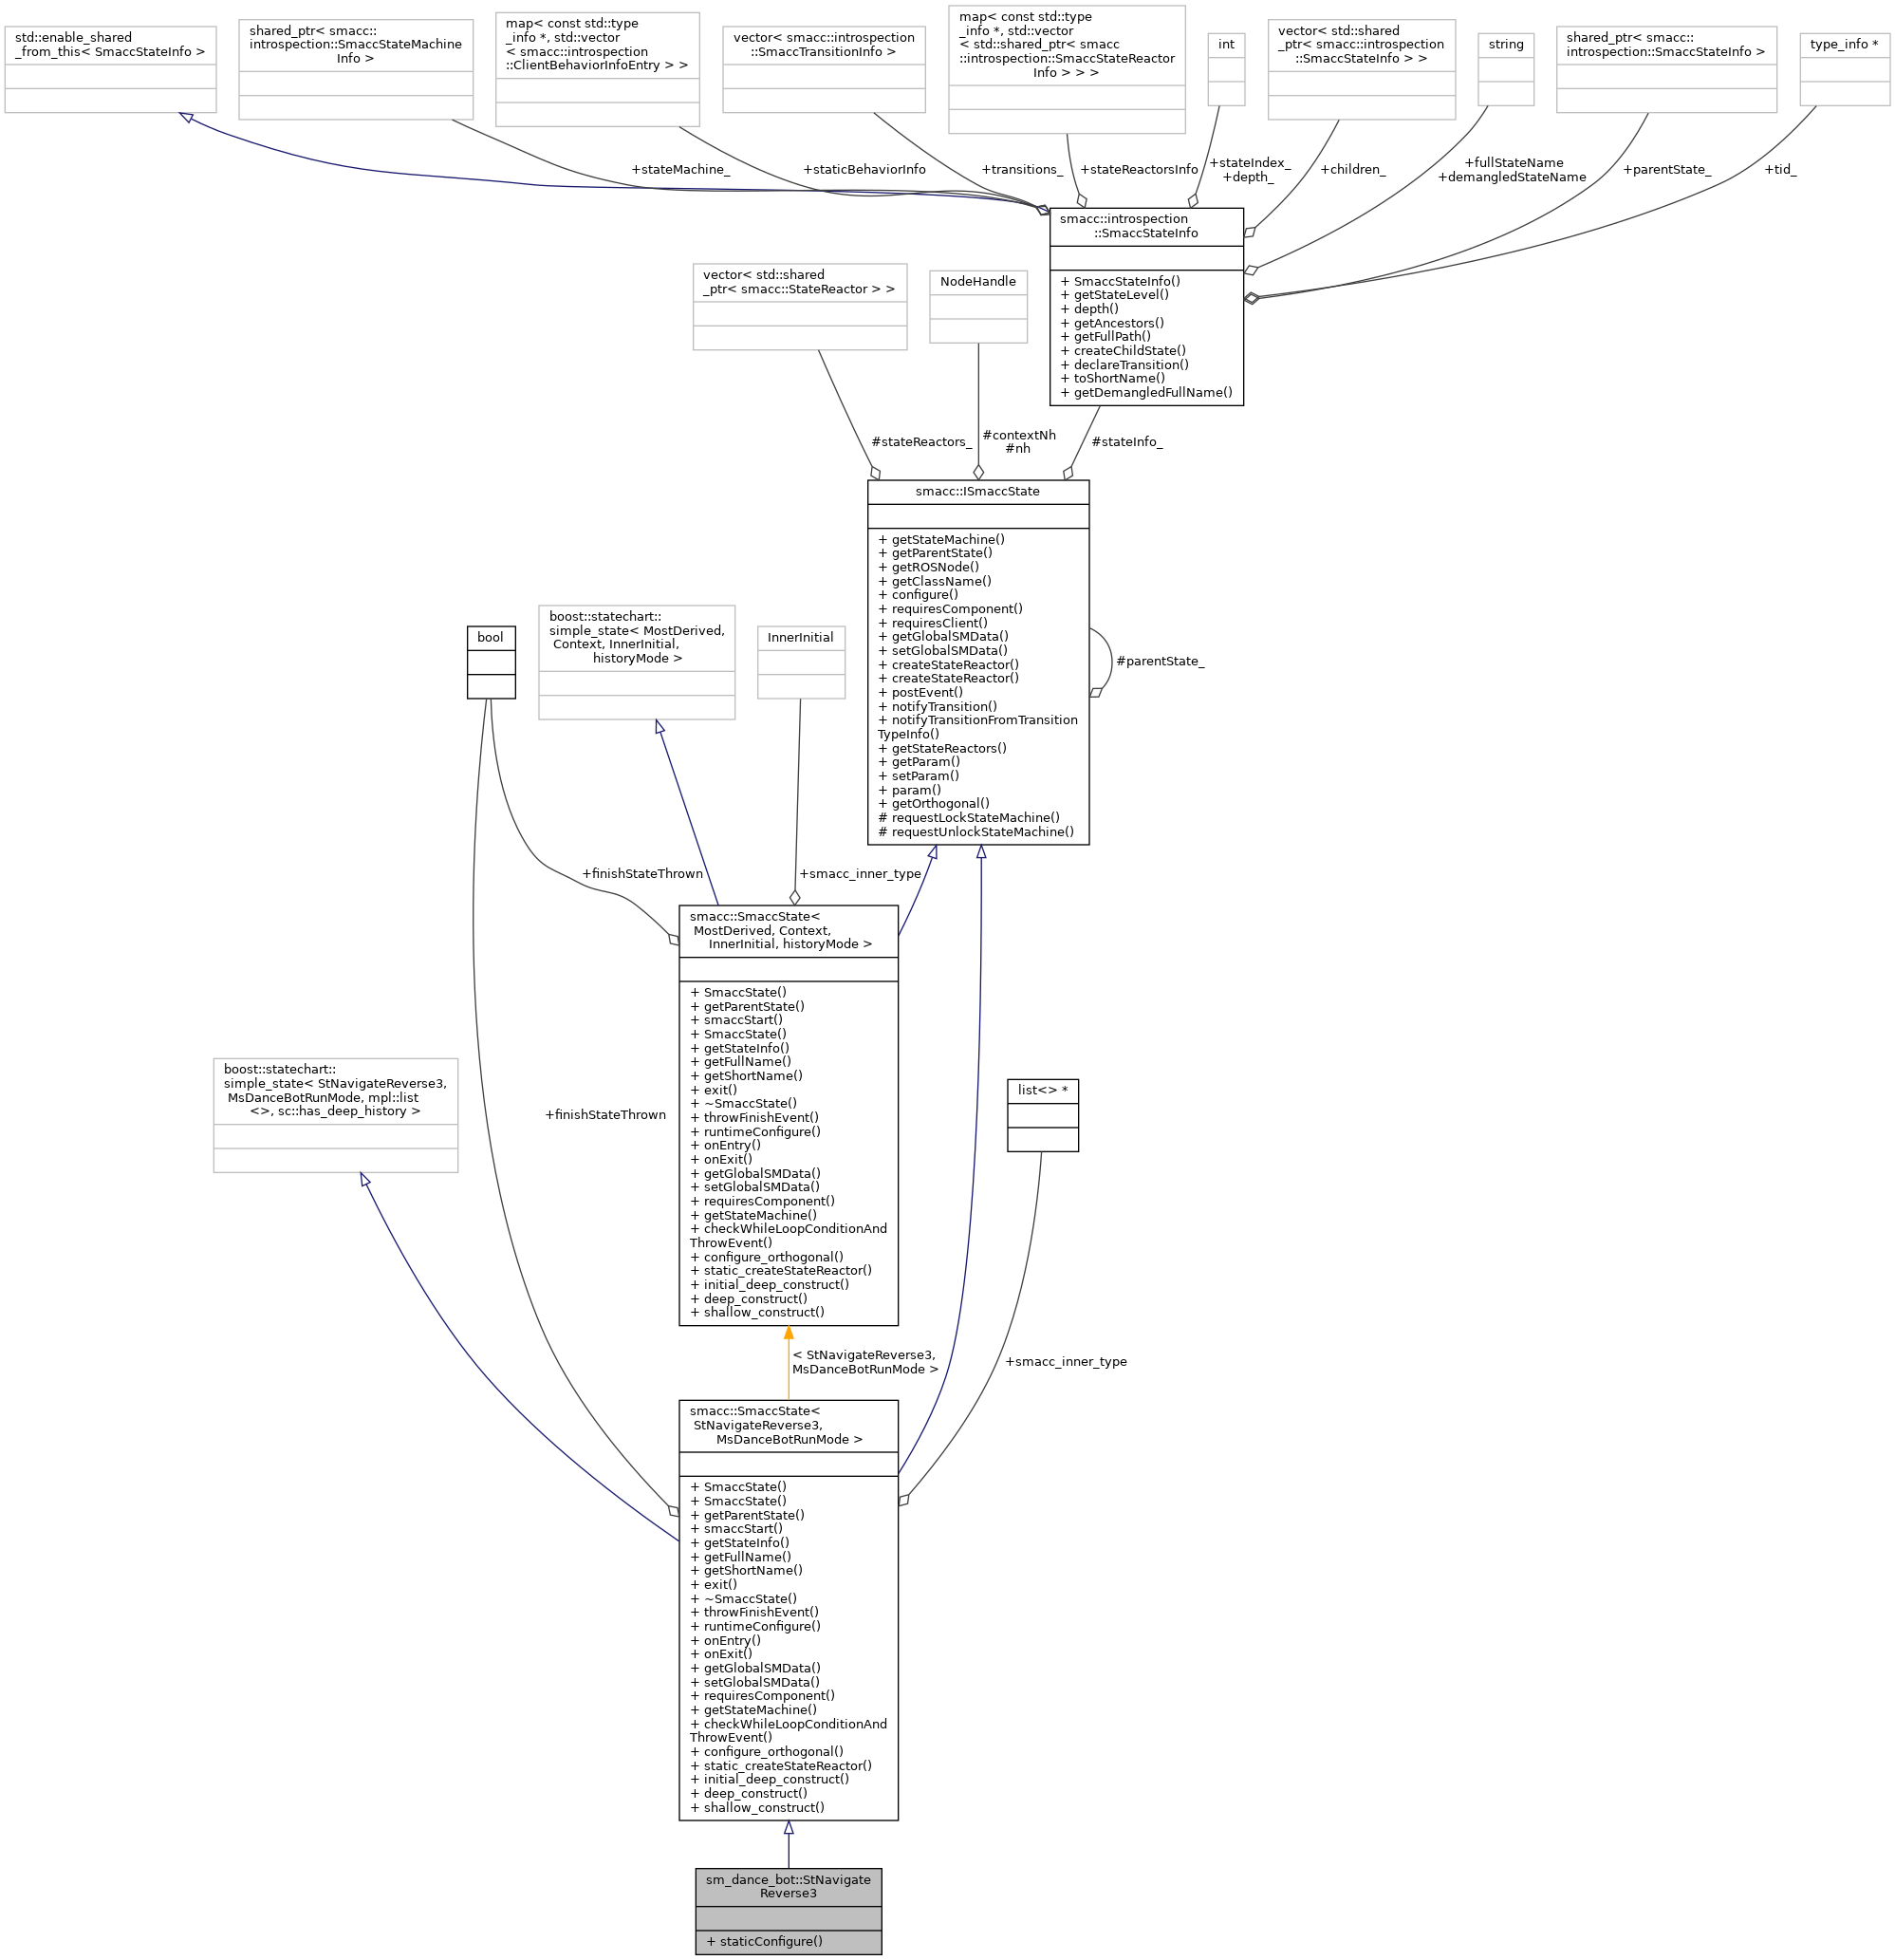 std::enable_shared
_from_this< SmaccStateInfo >
shared_ptr< smacc::
introspection::SmaccStateMachine
Info >
map< const std::type
_info *, std::vector
< smacc::introspection
::ClientBehaviorInfoEntry > >
vector< smacc::introspection
::SmaccTransitionInfo >
map< const std::type
_info *, std::vector
< std::shared_ptr< smacc
::introspection::SmaccStateReactor
Info > > >
int
vector< std::shared
_ptr< smacc::introspection
::SmaccStateInfo > >
string
shared_ptr< smacc::
introspection::SmaccStateInfo >
type_info *
+stateMachine_
+staticBehaviorInfo
+transitions_
+stateReactorsInfo
+stateIndex_
+depth_
+children_
+fullStateName
+demangledStateName
+parentState_
+tid_
smacc::introspection
::SmaccStateInfo
+ SmaccStateInfo()
+ getStateLevel()
+ depth()
+ getAncestors()
+ getFullPath()
+ createChildState()
+ declareTransition()
+ toShortName()
+ getDemangledFullName()
vector< std::shared
_ptr< smacc::StateReactor > >
NodeHandle
#stateReactors_
#contextNh
#nh
#stateInfo_
smacc::ISmaccState
+ getStateMachine()
+ getParentState()
+ getROSNode()
+ getClassName()
+ configure()
+ requiresComponent()
+ requiresClient()
+ getGlobalSMData()
+ setGlobalSMData()
+ createStateReactor()
+ createStateReactor()
+ postEvent()
+ notifyTransition()
+ notifyTransitionFromTransition
TypeInfo()
+ getStateReactors()
+ getParam()
+ setParam()
+ param()
+ getOrthogonal()
# requestLockStateMachine()
# requestUnlockStateMachine()
#parentState_
bool
boost::statechart::
simple_state< MostDerived,
Context, InnerInitial,
historyMode >
InnerInitial
+finishStateThrown
+smacc_inner_type
smacc::SmaccState<
MostDerived, Context,
InnerInitial, historyMode >
+ SmaccState()
+ getParentState()
+ smaccStart()
+ SmaccState()
+ getStateInfo()
+ getFullName()
+ getShortName()
+ exit()
+ ~SmaccState()
+ throwFinishEvent()
+ runtimeConfigure()
+ onEntry()
+ onExit()
+ getGlobalSMData()
+ setGlobalSMData()
+ requiresComponent()
+ getStateMachine()
+ checkWhileLoopConditionAnd
ThrowEvent()
+ configure_orthogonal()
+ static_createStateReactor()
+ initial_deep_construct()
+ deep_construct()
+ shallow_construct()
boost::statechart::
simple_state< StNavigateReverse3,
MsDanceBotRunMode, mpl::list
<>, sc::has_deep_history >
+finishStateThrown
list<> *
< StNavigateReverse3,
MsDanceBotRunMode >
+smacc_inner_type
smacc::SmaccState<
StNavigateReverse3,
MsDanceBotRunMode >
+ SmaccState()
+ SmaccState()
+ getParentState()
+ smaccStart()
+ getStateInfo()
+ getFullName()
+ getShortName()
+ exit()
+ ~SmaccState()
+ throwFinishEvent()
+ runtimeConfigure()
+ onEntry()
+ onExit()
+ getGlobalSMData()
+ setGlobalSMData()
+ requiresComponent()
+ getStateMachine()
+ checkWhileLoopConditionAnd
ThrowEvent()
+ configure_orthogonal()
+ static_createStateReactor()
+ initial_deep_construct()
+ deep_construct()
+ shallow_construct()
sm_dance_bot::StNavigate
Reverse3
+ staticConfigure()